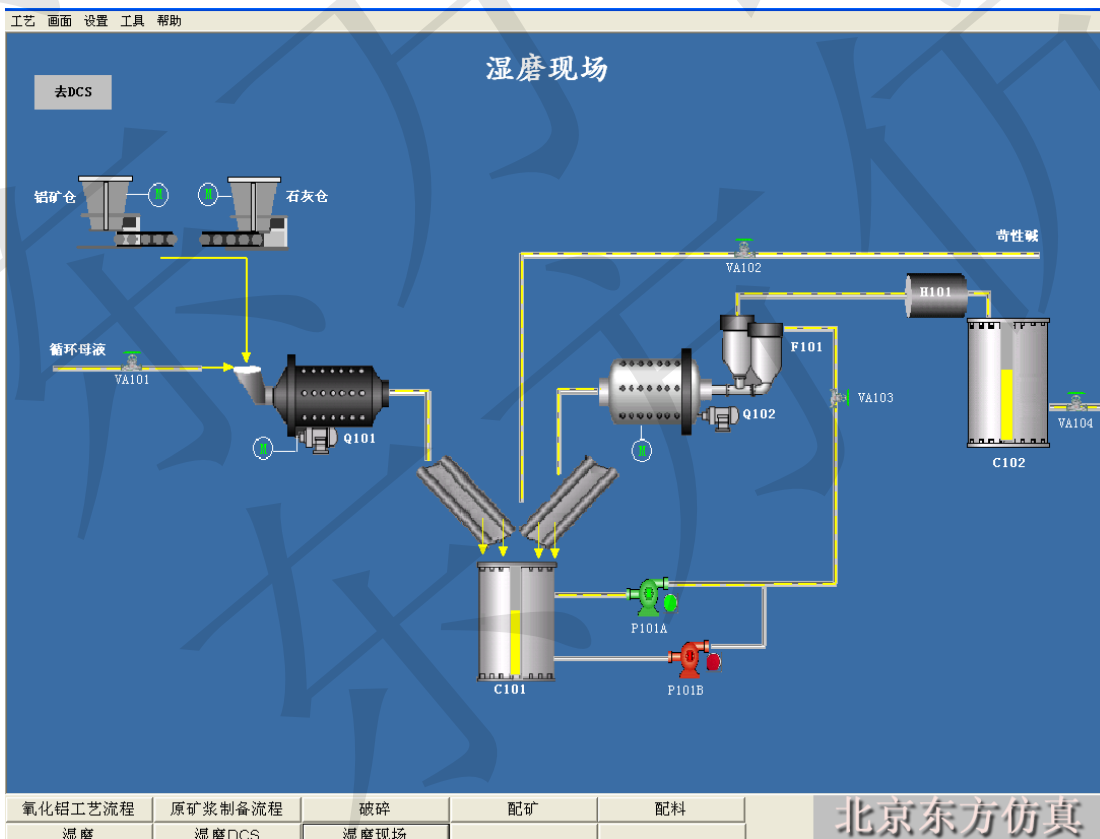 工艺 画面 设置 工具 帮助
湿磨现场
去DCS
铝矿仓
M
M
石灰仓
苛性碱
VA102
H101
循环母液
F101
VA101
VA103
Q102
Q101
VA104
M
M
C102
P101A
C101
P101B
氧化铝工艺流程 原矿浆制备流程 破碎 配矿 配料
北京东方仿真
湿磨 湿磨DCS 湿磨现场